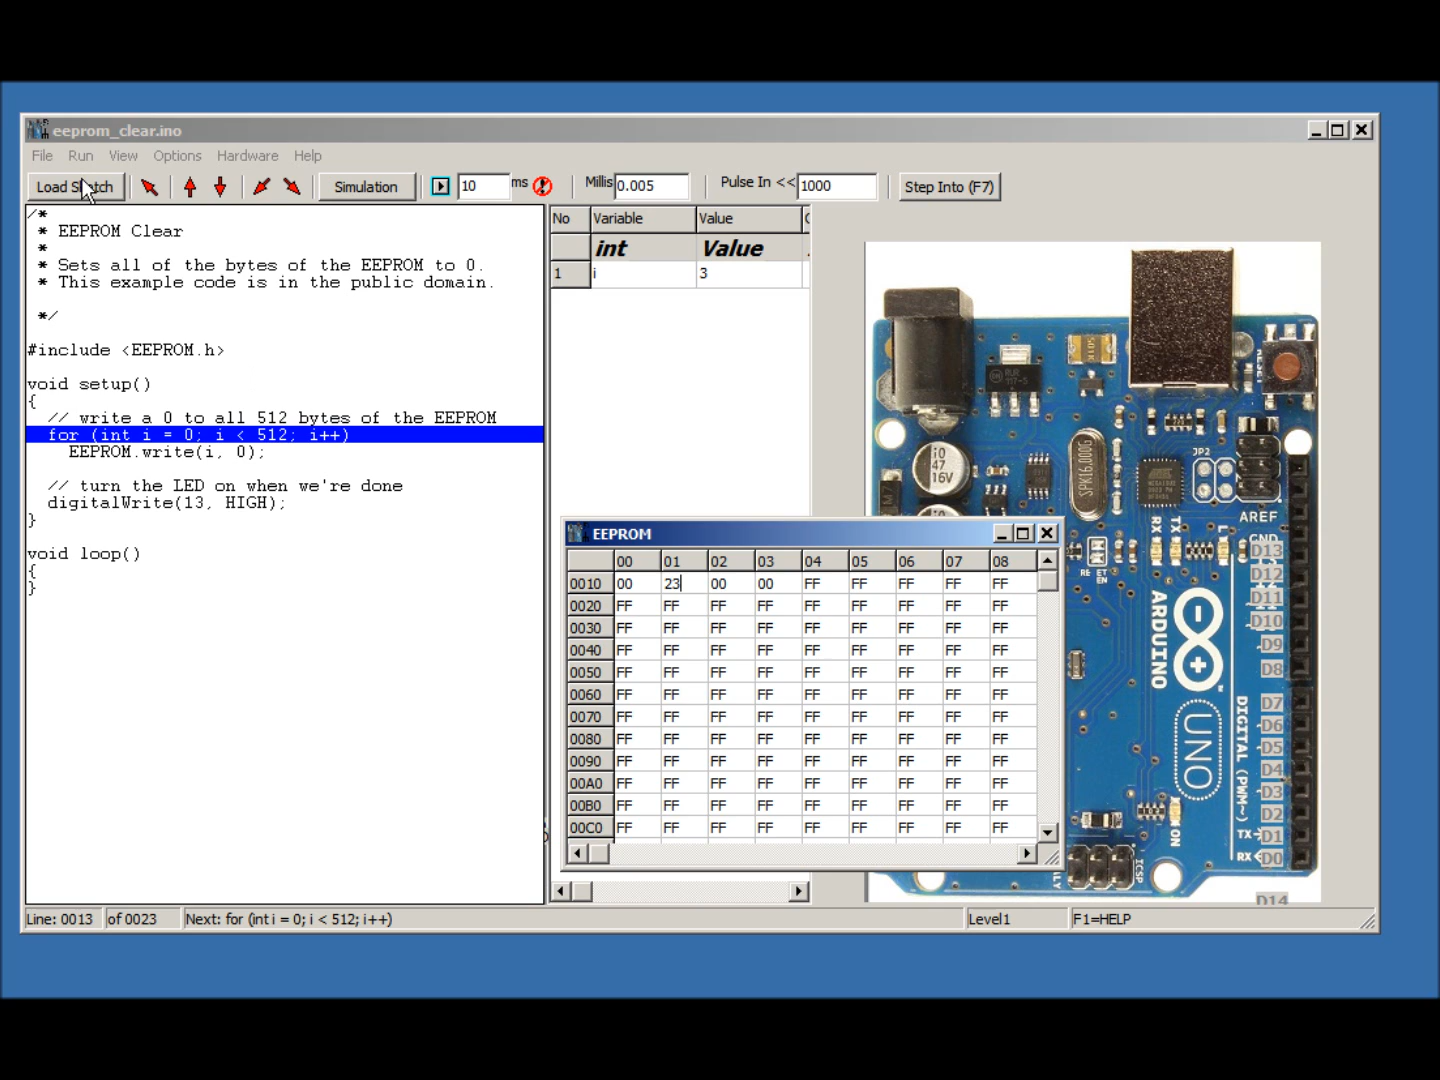 eeprom_clear.ino
File Run View Options Hardware Help
Load Sketch Simulation 10 ms Millis 0.005 Pulse In << 1000 Step Into (F7)
/*
* EEPROM Clear
*
* Sets all of the bytes of the EEPROM to 0.
* This example code is in the public domain.
*/
#include <EEPROM.h>
void setup()
{
// write a 0 to all 512 bytes of the EEPROM
for (int i = 0; i < 512; i++)
EEPROM.write(i, 0);
// turn the LED on when we're done
digitalWrite(13, HIGH);
}
void loop()
{
}
No Variable Value
int Value
1 i 3
EEPROM
00 01 02 03 04 05 06 07 08
0010 00 23 00 00 FF FF FF FF FF
0020 FF FF FF FF FF FF FF FF FF
0030 FF FF FF FF FF FF FF FF FF
0040 FF FF FF FF FF FF FF FF FF
0050 FF FF FF FF FF FF FF FF FF
0060 FF FF FF FF FF FF FF FF FF
0070 FF FF FF FF FF FF FF FF FF
0080 FF FF FF FF FF FF FF FF FF
0090 FF FF FF FF FF FF FF FF FF
00A0 FF FF FF FF FF FF FF FF FF
00B0 FF FF FF FF FF FF FF FF FF
00C0 FF FF FF FF FF FF FF FF FF
RESET
JP2
47
16V
SPK16.000G
AREF
GND
RX TX L
RESET
EN
D13
D12
D11
D10
D9
D8
D7
D6
D5
D4
D3
D2
TX D1
RX D0
D14
ARDUINO
UNO
DIGITAL (PWM~)
ON
ICSP
Line: 0013 of 0023 Next: for (int i = 0; i < 512; i++) Level1 F1=HELP